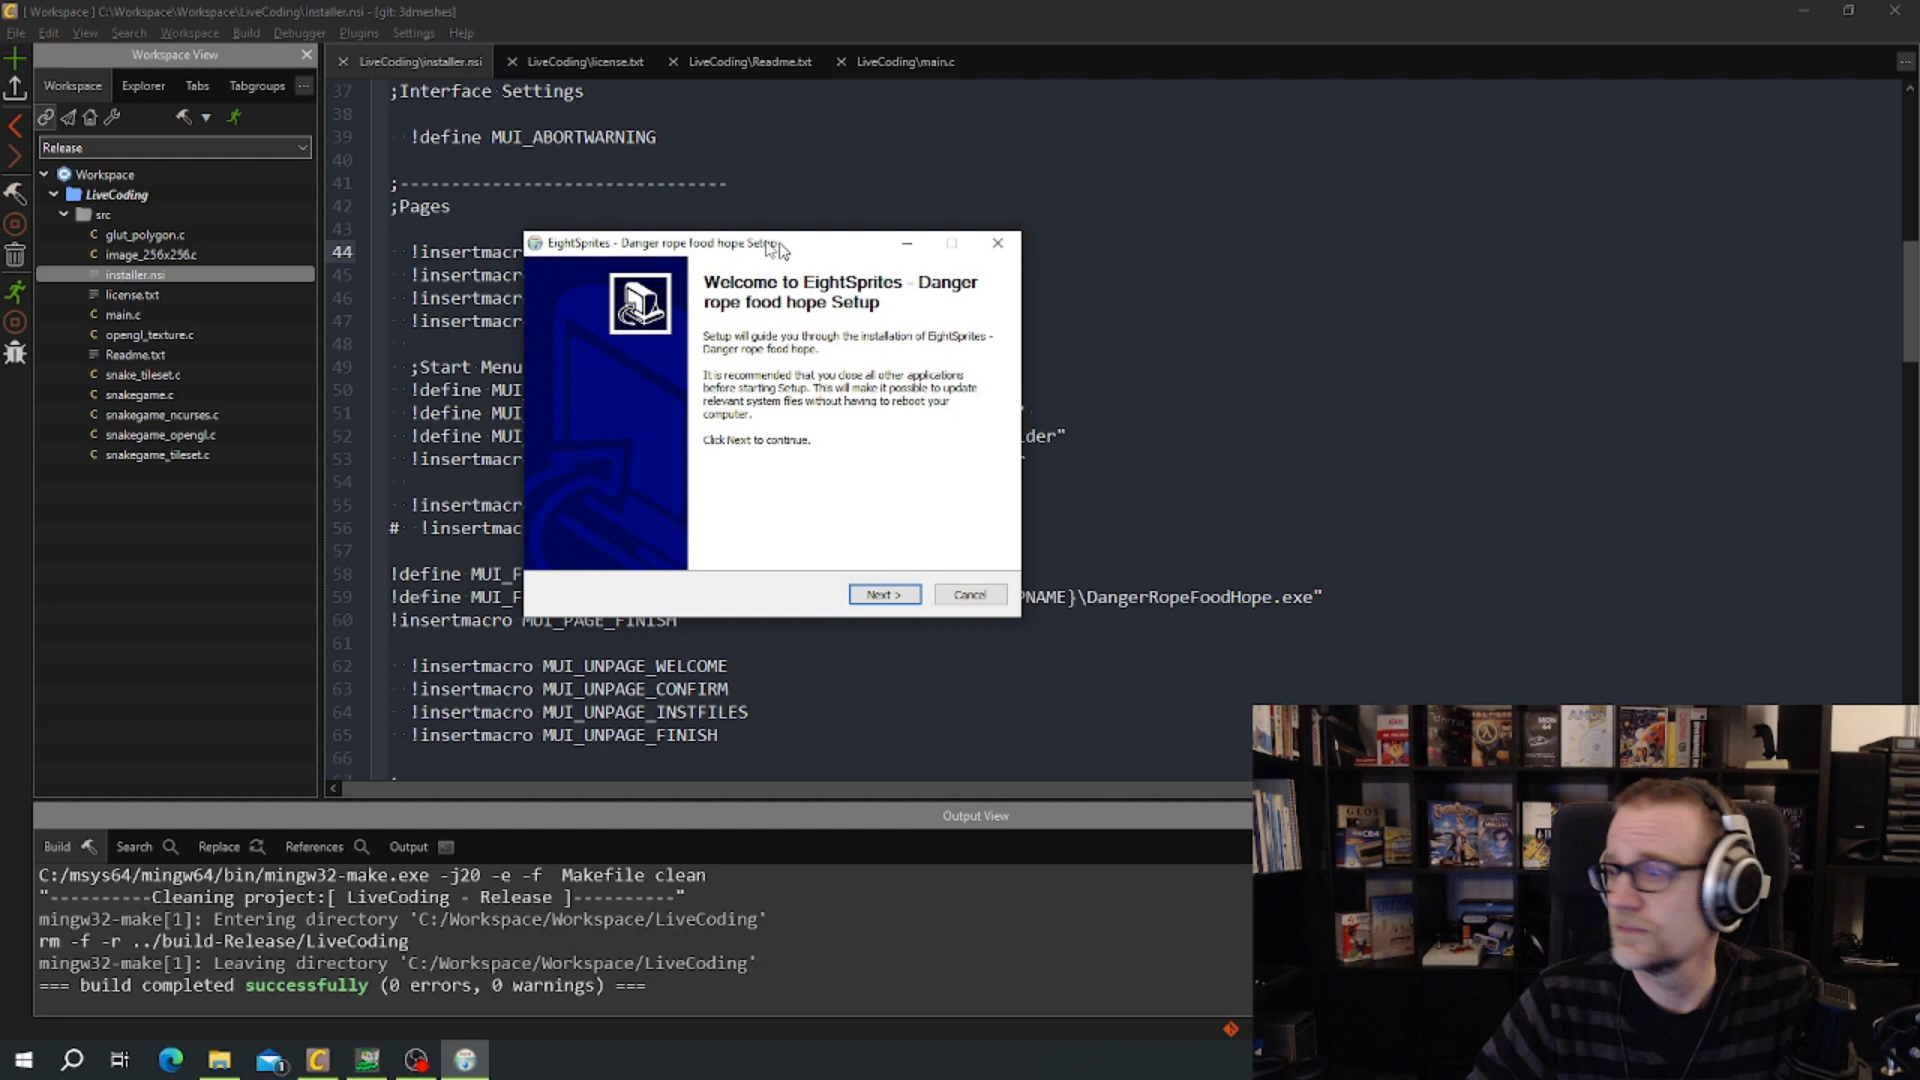 [ Workspace ] C:\Workspace\Workspace\LiveCoding\installer.nsi - [git: 3dmeshes]
File Edit View Search Workspace Build Debugger Plugins Settings Help
Workspace View
Workspace Explorer Tabs Tabgroups
Release
Workspace
LiveCoding
src
glut_polygon.c
image_256x256.c
installer.nsi
license.txt
main.c
opengl_texture.c
Readme.txt
snake_tileset.c
snakegame.c
snakegame_ncurses.c
snakegame_opengl.c
snakegame_tileset.c
LiveCoding\installer.nsi LiveCoding\license.txt LiveCoding\Readme.txt LiveCoding\main.c
37 ;Interface Settings
38
39 !define MUI_ABORTWARNING
40
41 ;--------------------------------
42 ;Pages
43
44 !insertmacr
45 !insertmacr
46 !insertmacr
47 !insertmacr
48
49 ;Start Menu
50 !define MUI
51 !define MUI
52 !define MUI_ lder"
53 !insertmacr
54
55 !insertmacr
56 # !insertmac
57
58 !define MUI_F
59 !define MUI_F PNAME}\DangerRopeFoodHope.exe"
60 !insertmacro MUI_PAGE_FINISH
61
62 !insertmacro MUI_UNPAGE_WELCOME
63 !insertmacro MUI_UNPAGE_CONFIRM
64 !insertmacro MUI_UNPAGE_INSTFILES
65 !insertmacro MUI_UNPAGE_FINISH
66
EightSprites - Danger rope food hope Setup
Welcome to EightSprites - Danger
rope food hope Setup
Setup will guide you through the installation of EightSprites -
Danger rope food hope.
It is recommended that you close all other applications
before starting Setup. This will make it possible to update
relevant system files without having to reboot your
computer.
Click Next to continue.
Next > Cancel
Output View
Build Search Replace References Output
C:/msys64/mingw64/bin/mingw32-make.exe -j20 -e -f  Makefile clean
"----------Cleaning project:[ LiveCoding - Release ]----------"
mingw32-make[1]: Entering directory 'C:/Workspace/Workspace/LiveCoding'
rm -f -r ../build-Release/LiveCoding
mingw32-make[1]: Leaving directory 'C:/Workspace/Workspace/LiveCoding'
=== build completed successfully (0 errors, 0 warnings) ===